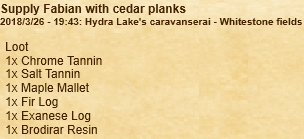 Supply Fabian with cedar planks
2018/3/26 - 19:43: Hydra Lake's caravanserai - Whitestone fields
Loot
1x Chrome Tannin
1x Salt Tannin
1x Maple Mallet
1x Fir Log
1x Exanese Log
1x Brodirar Resin